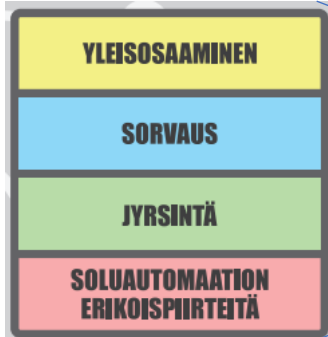 YLEISOSAAMINEN
SORVAUS
JYRSINTÄ
SOLUAUTOMAATION
ERIKOISPIIRTEITÄ